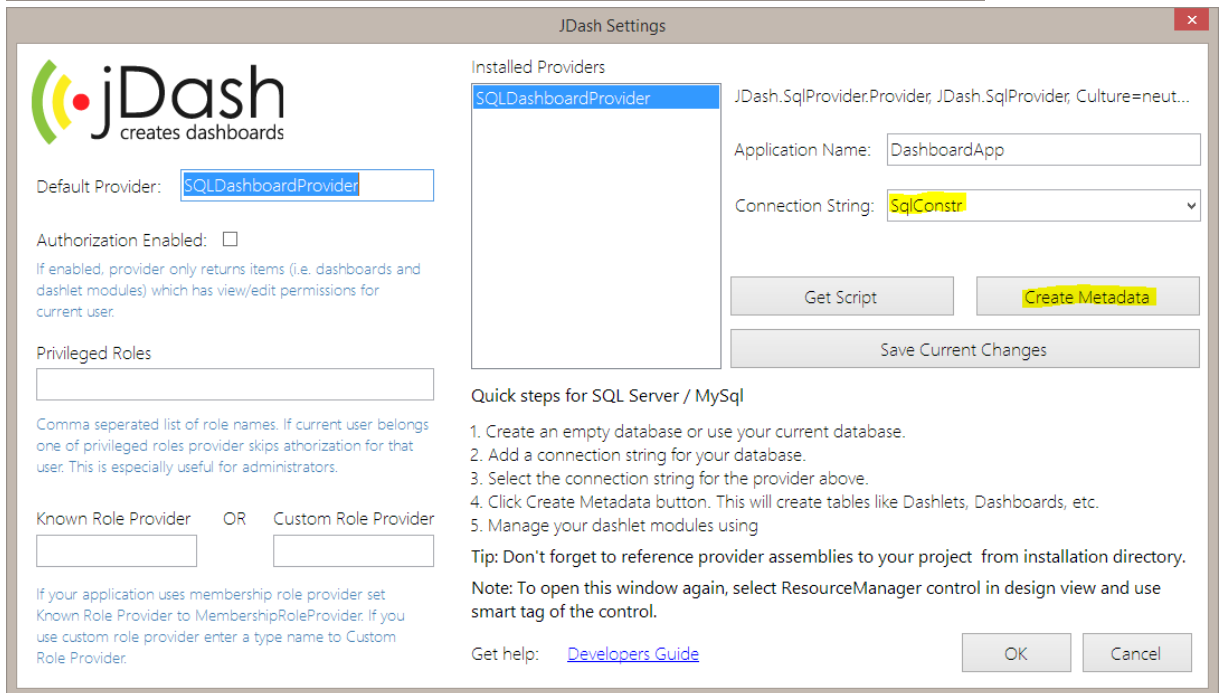 JDash Settings
jDash
creates dashboards
Default Provider: SQLDashboardProvider
Authorization Enabled:
If enabled, provider only returns items (i.e. dashboards and
dashlet modules) which has view/edit permissions for
current user.
Privileged Roles
Comma seperated list of role names. If current user belongs
one of privileged roles provider skips athorization for that
user. This is especially useful for administrators.
Known Role Provider OR Custom Role Provider
If your application uses membership role provider set
Known Role Provider to MembershipRoleProvider. If you
use custom role provider enter a type name to Custom
Role Provider.
Installed Providers
SQLDashboardProvider
JDash.SqlProvider.Provider, JDash.SqlProvider, Culture=neut...
Application Name: DashboardApp
Connection String: SqlConstr
Get Script
Create Metadata
Save Current Changes
Quick steps for SQL Server / MySql
1. Create an empty database or use your current database.
2. Add a connection string for your database.
3. Select the connection string for the provider above.
4. Click Create Metadata button. This will create tables like Dashlets, Dashboards, etc.
5. Manage your dashlet modules using
Tip: Don't forget to reference provider assemblies to your project from installation directory.
Note: To open this window again, select ResourceManager control in design view and use
smart tag of the control.
Get help: Developers Guide
OK
Cancel